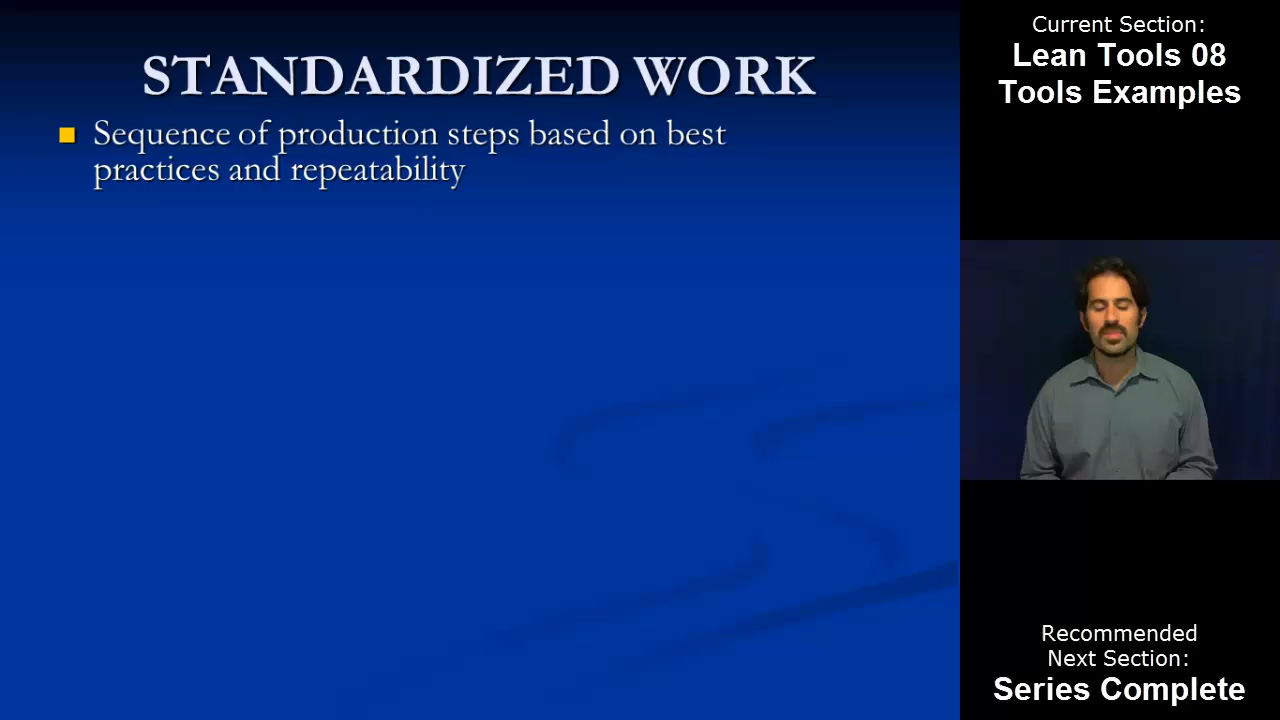 STANDARDIZED WORK
Sequence of production steps based on best
practices and repeatability
Current Section:
Lean Tools 08
Tools Examples
Recommended
Next Section:
Series Complete